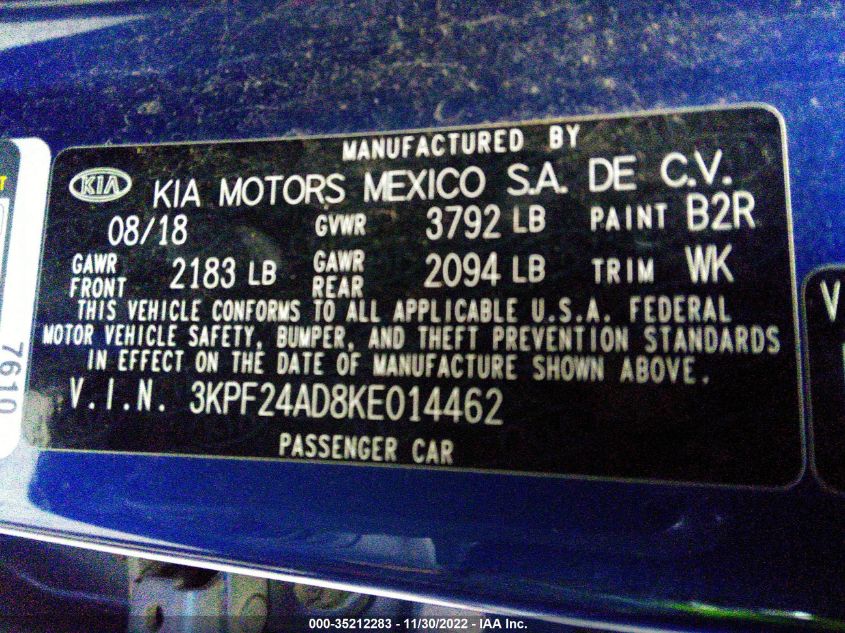 MANUFACTURED BY
KIA KIA MOTORS MEXICO S.A. DE C.V.
08/18 GVWR 3792 LB PAINT B2R
GAWR FRONT 2183 LB GAWR REAR 2094 LB TRIM WK
THIS VEHICLE CONFORMS TO ALL APPLICABLE U.S.A. FEDERAL
MOTOR VEHICLE SAFETY, BUMPER, AND THEFT PREVENTION STANDARDS
IN EFFECT ON THE DATE OF MANUFACTURE SHOWN ABOVE.
V.I.N. 3KPF24AD8KE014462
PASSENGER CAR
7610
V
000-35212283 - 11/30/2022 - IAA Inc.